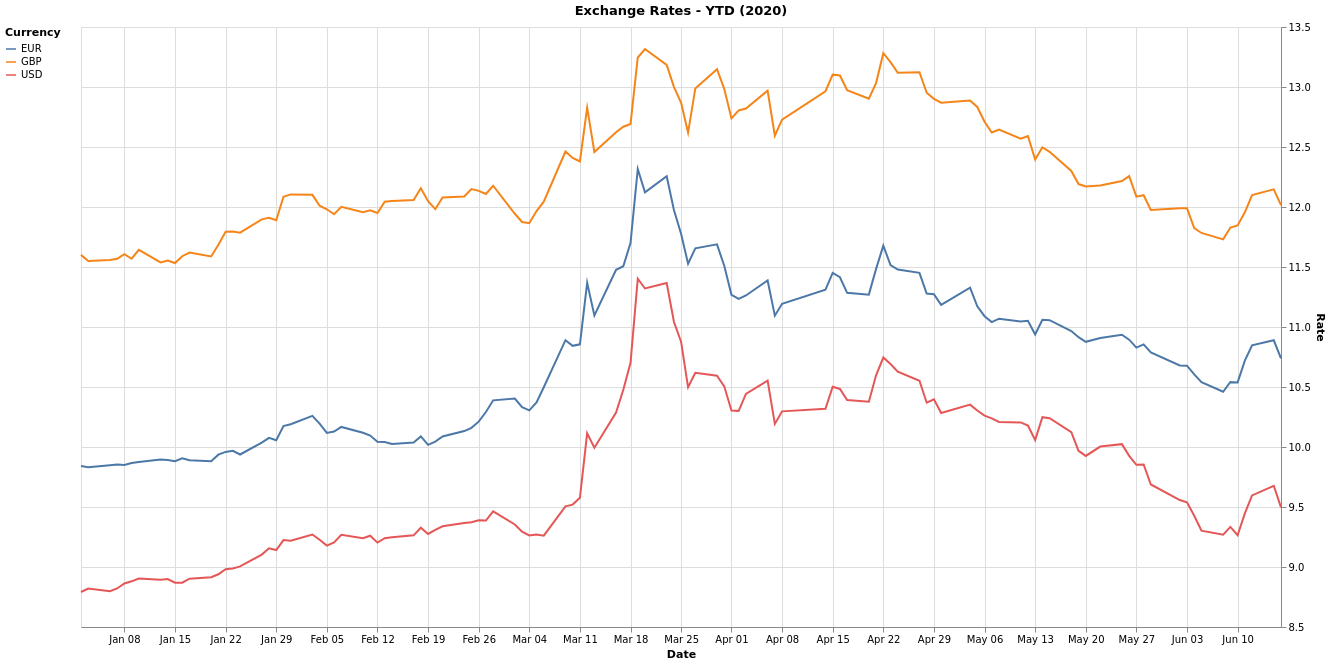 Exchange Rates - YTD (2020)
Currency
EUR
GBP
USD
13.5
13.0
12.5
12.0
11.5
11.0
10.5
10.0
9.5
9.0
8.5
Rate
Jan 08 Jan 15 Jan 22 Jan 29 Feb 05 Feb 12 Feb 19 Feb 26 Mar 04 Mar 11 Mar 18 Mar 25 Apr 01 Apr 08 Apr 15 Apr 22 Apr 29 May 06 May 13 May 20 May 27 Jun 03 Jun 10
Date